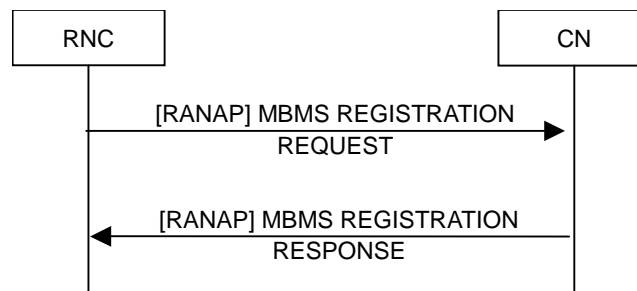 RNC
CN
[RANAP] MBMS REGISTRATION
REQUEST
[RANAP] MBMS REGISTRATION
RESPONSE